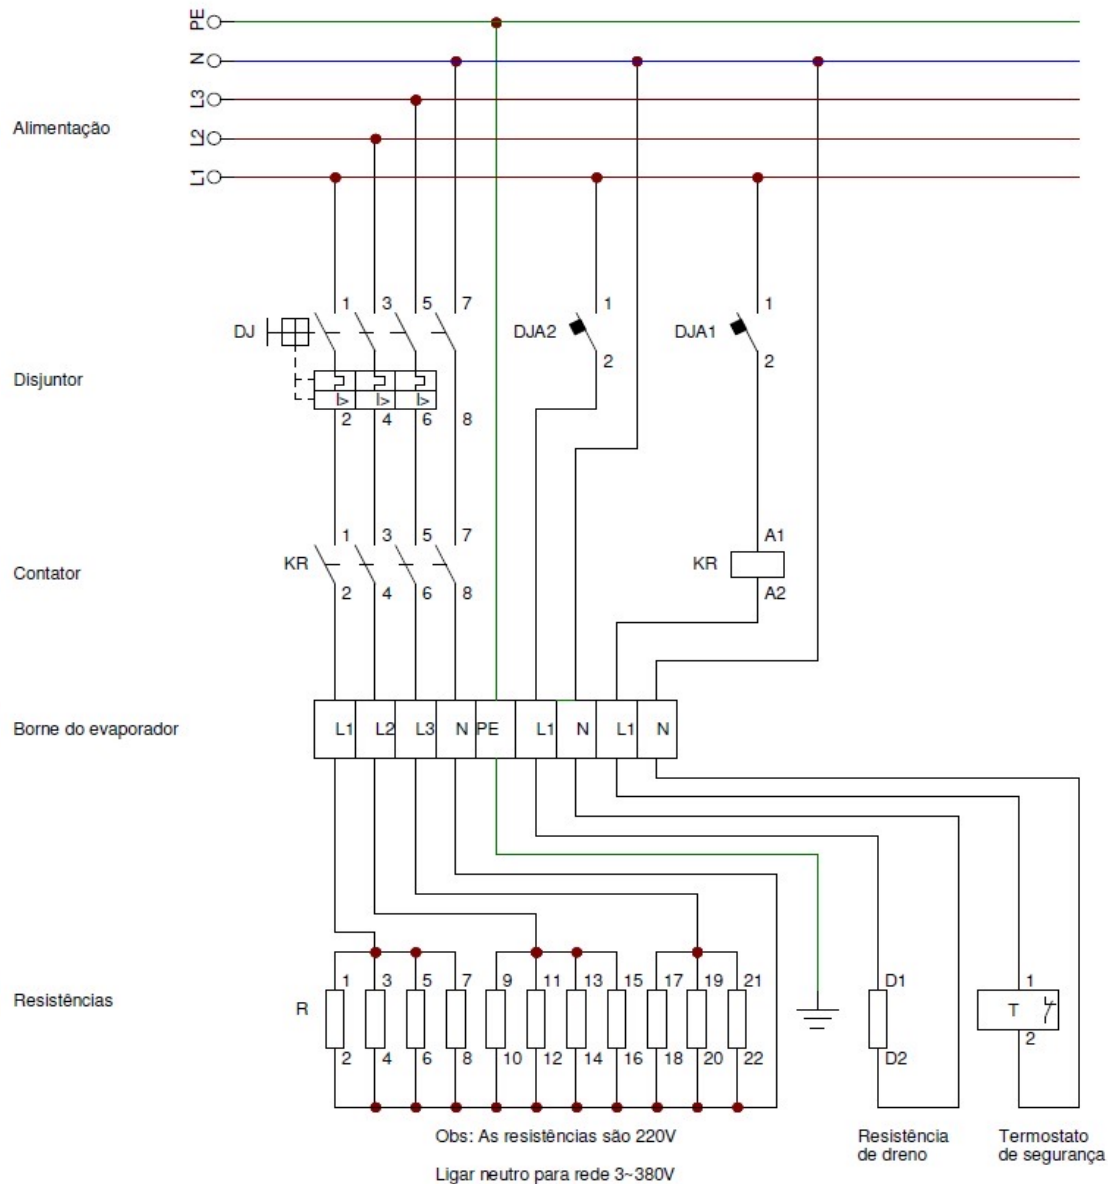 PE
N
L3
Alimentação
L2
L1
1 3 5 7 1 1
DJ DJA2 DJA1
2 2
Disjuntor
I> I> I>
2 4 6 8
1 3 5 7 A1
KR KR
Contator
2 4 6 8 A2
Borne do evaporador L1 L2 L3 N PE L1 N L1 N
1 3 5 7 9 11 13 15 17 19 21 D1 1
Resistências R T
2 4 6 8 10 12 14 16 18 20 22 D2 2
Obs: As resistências são 220V
Ligar neutro para rede 3~380V
Resistência
de dreno
Termostato
de segurança